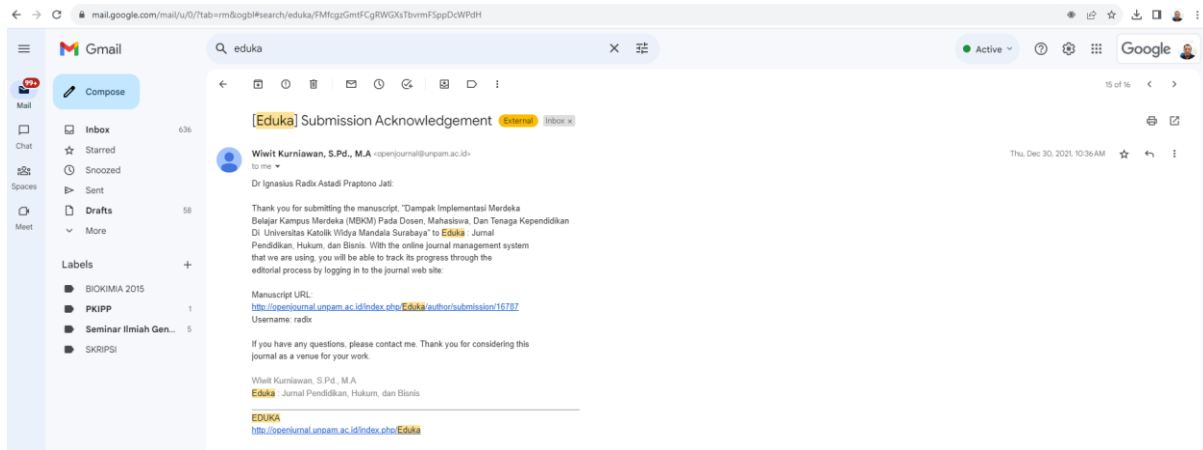 mail.google.com/mail/u/0/?tab=rm&ogbl#search/eduka/FMfcgzGmtFCgRWGXsTbvrmFSppDcWPdH
Gmail
eduka
Active
Google
99+
Mail
Chat
Spaces
Meet
Compose
Inbox 636
Starred
Snoozed
Sent
Drafts 58
More
Labels
BIOKIMIA 2015
PKIPP 1
Seminar Ilmiah Gen... 5
SKRIPSI
15 of 16
[Eduka] Submission Acknowledgement External Inbox x
Wiwit Kurniawan, S.Pd., M.A <openjournal@unpam.ac.id> Thu, Dec 30, 2021, 10:36 AM
to me
Dr Ignasius Radix Astadi Praptono Jati:
Thank you for submitting the manuscript, "Dampak Implementasi Merdeka
Belajar Kampus Merdeka (MBKM) Pada Dosen, Mahasiswa, Dan Tenaga Kependidikan
Di Universitas Katolik Widya Mandala Surabaya" to Eduka : Jurnal
Pendidikan, Hukum, dan Bisnis. With the online journal management system
that we are using, you will be able to track its progress through the
editorial process by logging in to the journal web site:
Manuscript URL:
http://openjournal.unpam.ac.id/index.php/Eduka/author/submission/16787
Username: radix
If you have any questions, please contact me. Thank you for considering this
journal as a venue for your work.
Wiwit Kurniawan, S.Pd., M.A
Eduka : Jurnal Pendidikan, Hukum, dan Bisnis
EDUKA
http://openjurnal.unpam.ac.id/index.php/Eduka